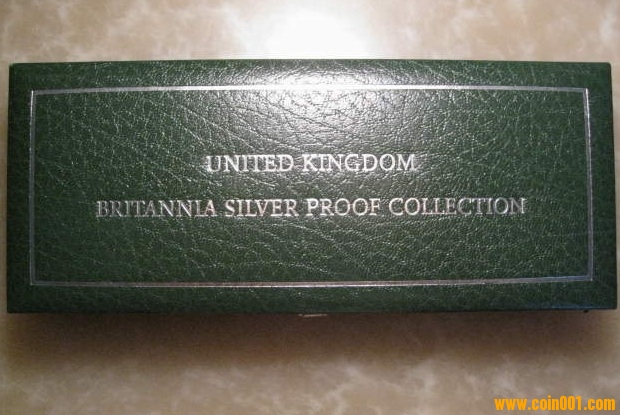 UNITED KINGDOM
BRITANNIA SILVER PROOF COLLECTION
www.coin001.com